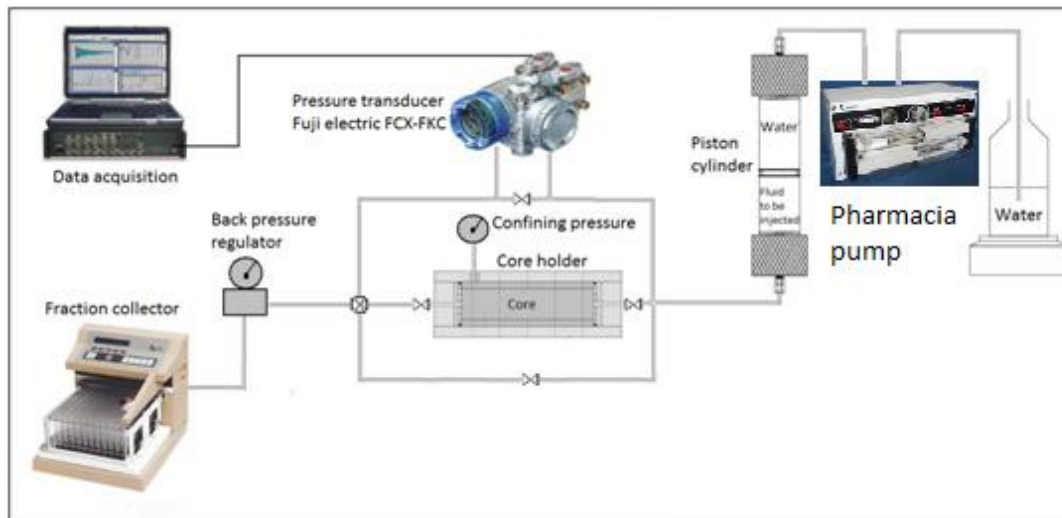 Pressure transducer
Fuji electric FCX-FKC
Data acquisition
Water
Piston
cylinder
Fluid
to be
injected
Pharmacia
pump
Water
Back pressure
regulator
Confining pressure
Core holder
Core
Fraction collector